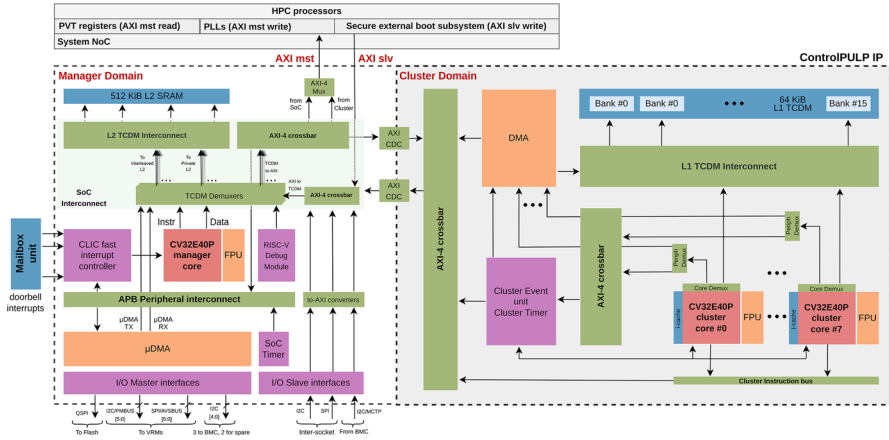 HPC processors
PVT registers (AXI mst read)
PLLs (AXI mst write)
Secure external boot subsystem (AXI slv write)
System NoC
AXI mst
AXI slv
ControlPULP IP
Manager Domain
Cluster Domain
AXI-4
Mux
512 KiB L2 SRAM
from
SoC
from
Cluster
L2 TCDM Interconnect
AXI-4 crossbar
AXI
CDC
To
Interleaved
L2
To
Private
L2
TCDM
to AXI
AXI to
TCDM
SoC
Interconnect
TCDM Demuxers
AXI-4 crossbar
AXI
CDC
Instr
Data
Mailbox
unit
doorbell
interrupts
CLIC fast
interrupt
controller
CV32E40P
manager
core
FPU
RISC-V
Debug
Module
APB Peripheral interconnect
to-AXI converters
μDMA
TX
μDMA
RX
μDMA
SoC
Timer
I/O Master interfaces
I/O Slave interfaces
QSPI
I2C/PMBUS
[5:0]
SPI/AVSBUS
[5:0]
I2C
[4:0]
I2C
SPI
I2C/MCTP
To Flash
To VRMs
3 to BMC, 2 for spare
Inter-socket
From BMC
AXI-4 crossbar
DMA
Bank #0
Bank #0
64 KiB
L1 TCDM
Bank #15
L1 TCDM Interconnect
Cluster Event
unit
Cluster Timer
AXI-4 crossbar
Periph
Demux
Periph
Demux
Core Demux
I-cache
CV32E40P
cluster
core #0
FPU
Core Demux
I-cache
CV32E40P
cluster
core #7
FPU
Cluster Instruction bus